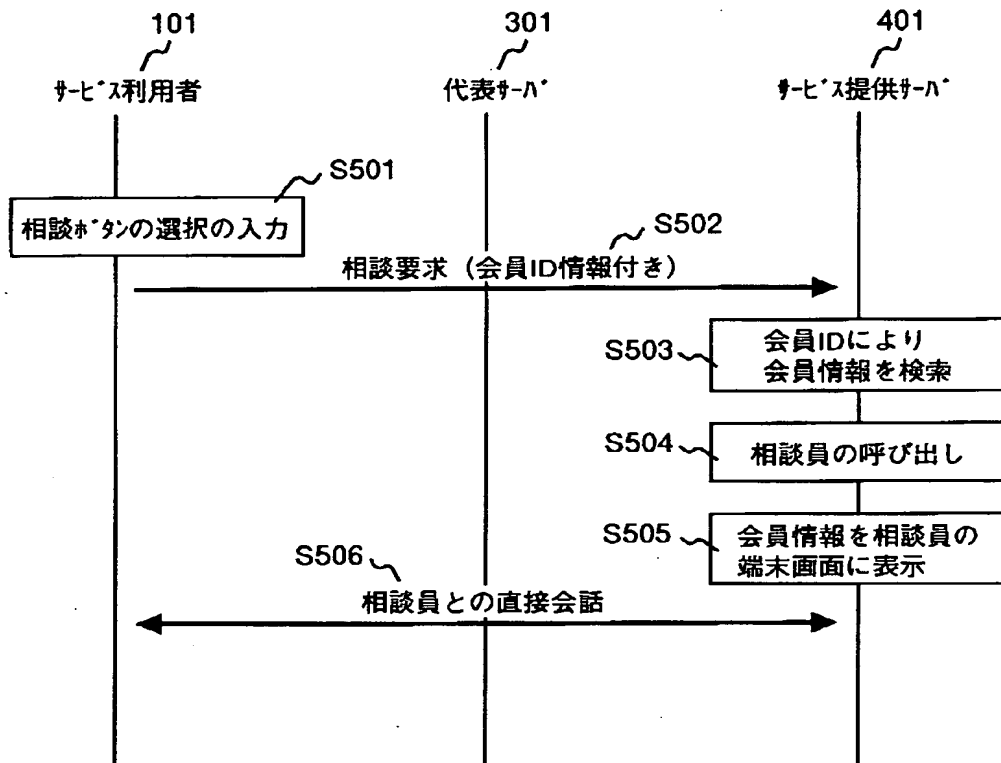 101
301
401
ｻｰﾋﾞｽ利用者
代表ｻｰﾊﾞ
ｻｰﾋﾞｽ提供ｻｰﾊﾞ
S501
相談ﾎﾞﾀﾝの選択の入力
S502
相談要求（会員ID情報付き）
S503
会員IDにより
会員情報を検索
S504
相談員の呼び出し
S505
会員情報を相談員の
端末画面に表示
S506
相談員との直接会話